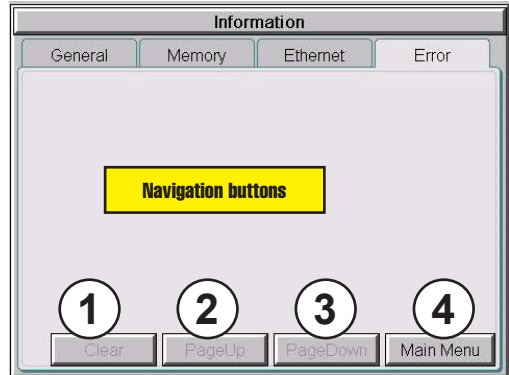 Information
General Memory Ethernet Error
Navigation buttons
1 2 3 4
Clear PageUp PageDown Main Menu